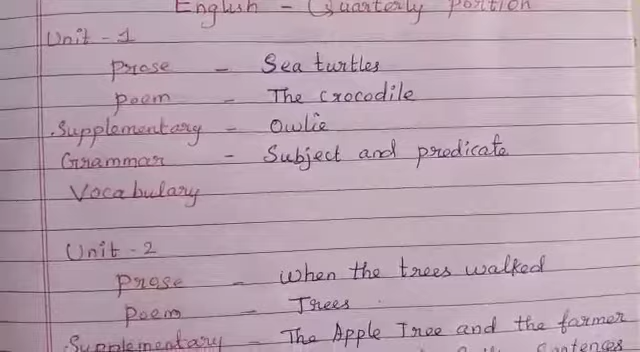 English - Quarterly Portion
Unit - 1
Prose - Sea turtles
Poem - The crocodile
Supplementary - Owlie
Grammar - Subject and predicate
Vocabulary
Unit - 2
Prose - When the trees walked
Poem - Trees
Supplementary - The Apple Tree and the farmer
Sentences